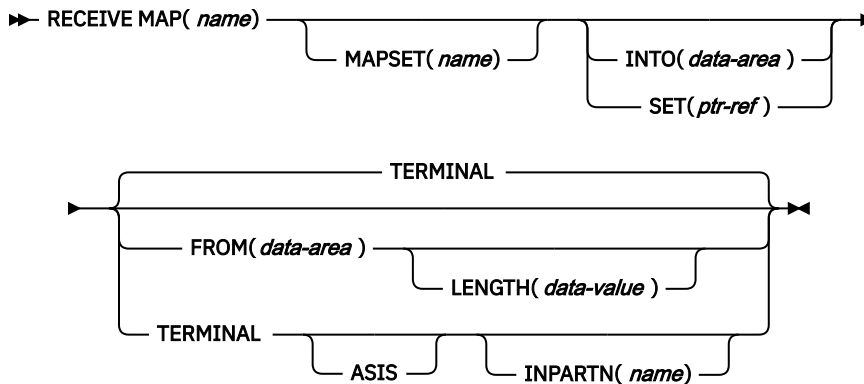 RECEIVE MAP( name)
MAPSET( name)
INTO( data-area )
SET( ptr-ref )
TERMINAL
FROM( data-area )
LENGTH( data-value )
TERMINAL
ASIS
INPARTN( name)